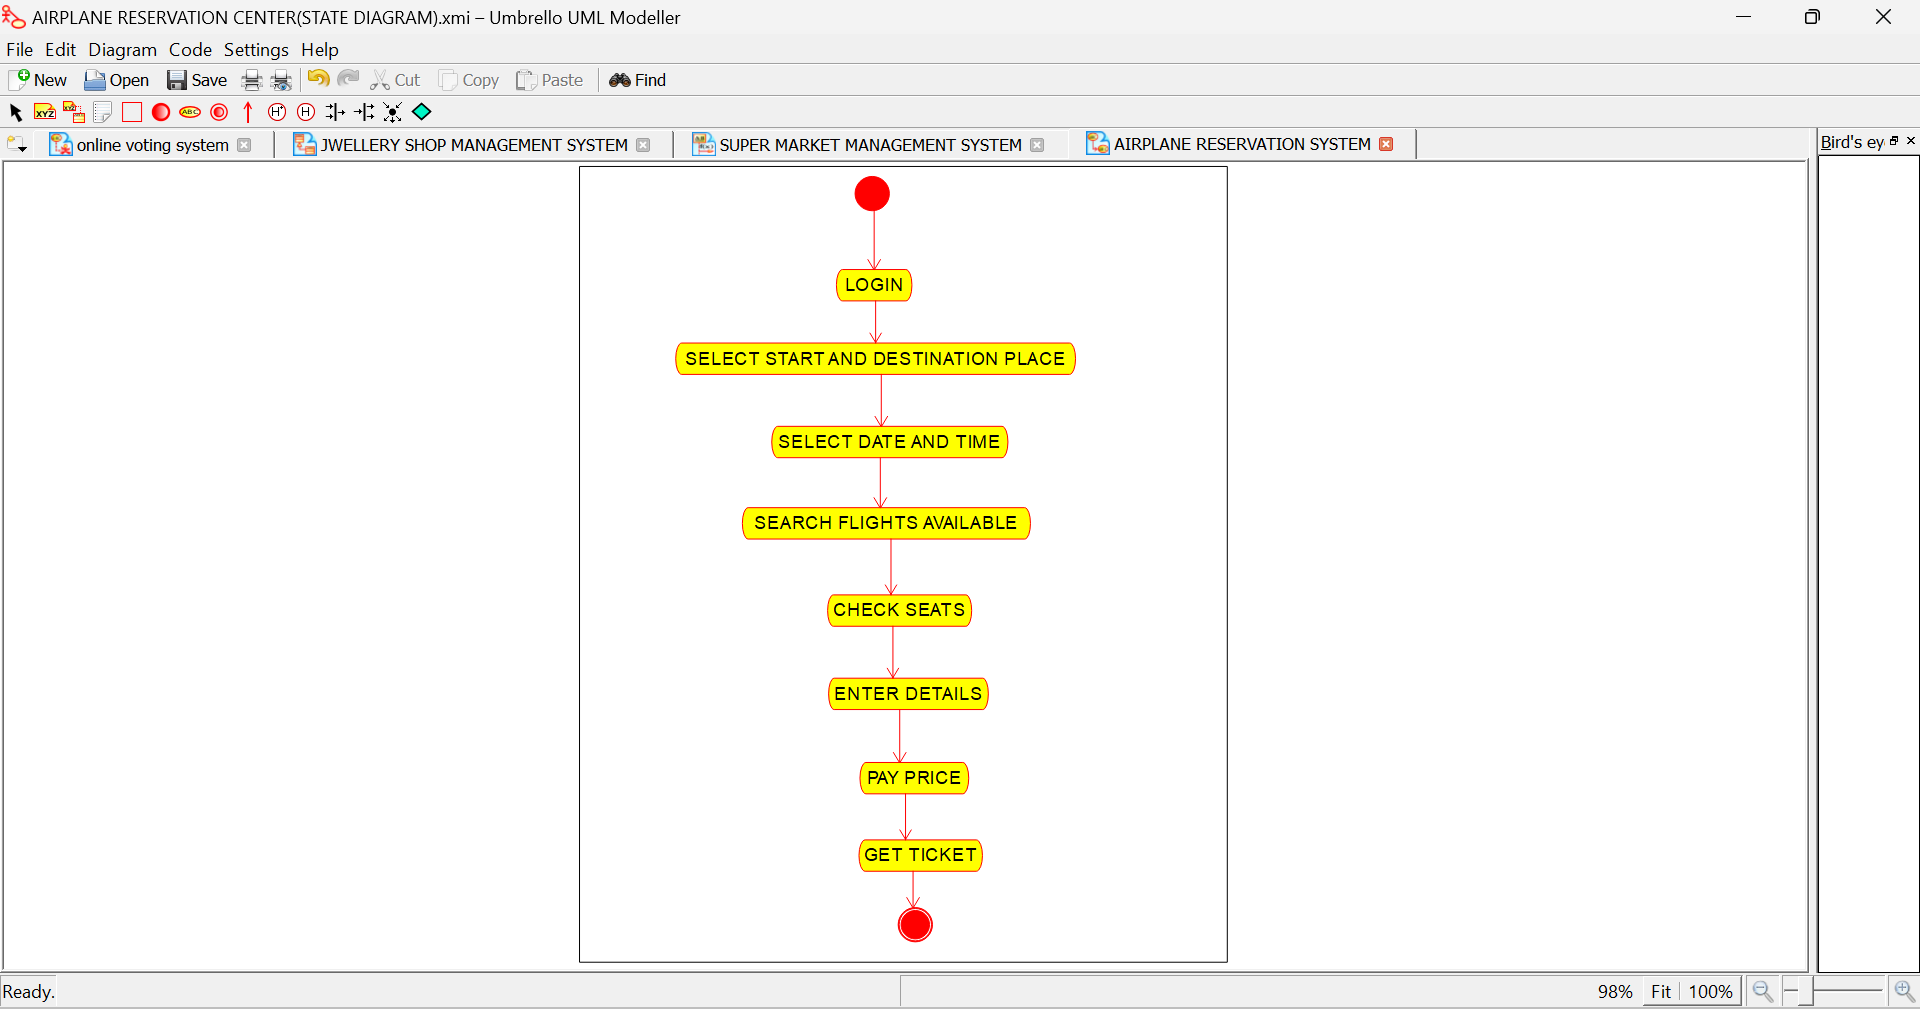 AIRPLANE RESERVATION CENTER(STATE DIAGRAM).xmi – Umbrello UML Modeller
File Edit Diagram Code Settings Help
New Open Save Cut Copy Paste Find
XYZ XYZ ABC H* H
online voting system JWELLERY SHOP MANAGEMENT SYSTEM SUPER MARKET MANAGEMENT SYSTEM AIRPLANE RESERVATION SYSTEM Bird's ey
LOGIN
SELECT START AND DESTINATION PLACE
SELECT DATE AND TIME
SEARCH FLIGHTS AVAILABLE
CHECK SEATS
ENTER DETAILS
PAY PRICE
GET TICKET
Ready. 98% Fit 100%